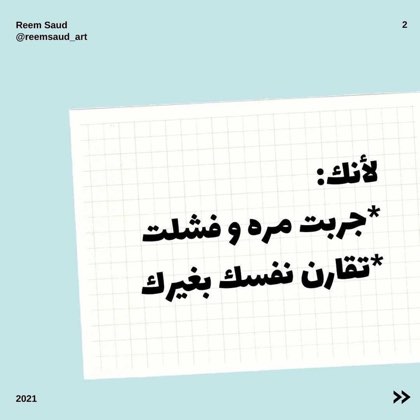 Reem Saud
@reemsaud_art
2
لأنك:
*جربت مره و فشلت
*تقارن نفسك بغيرك
2021
»